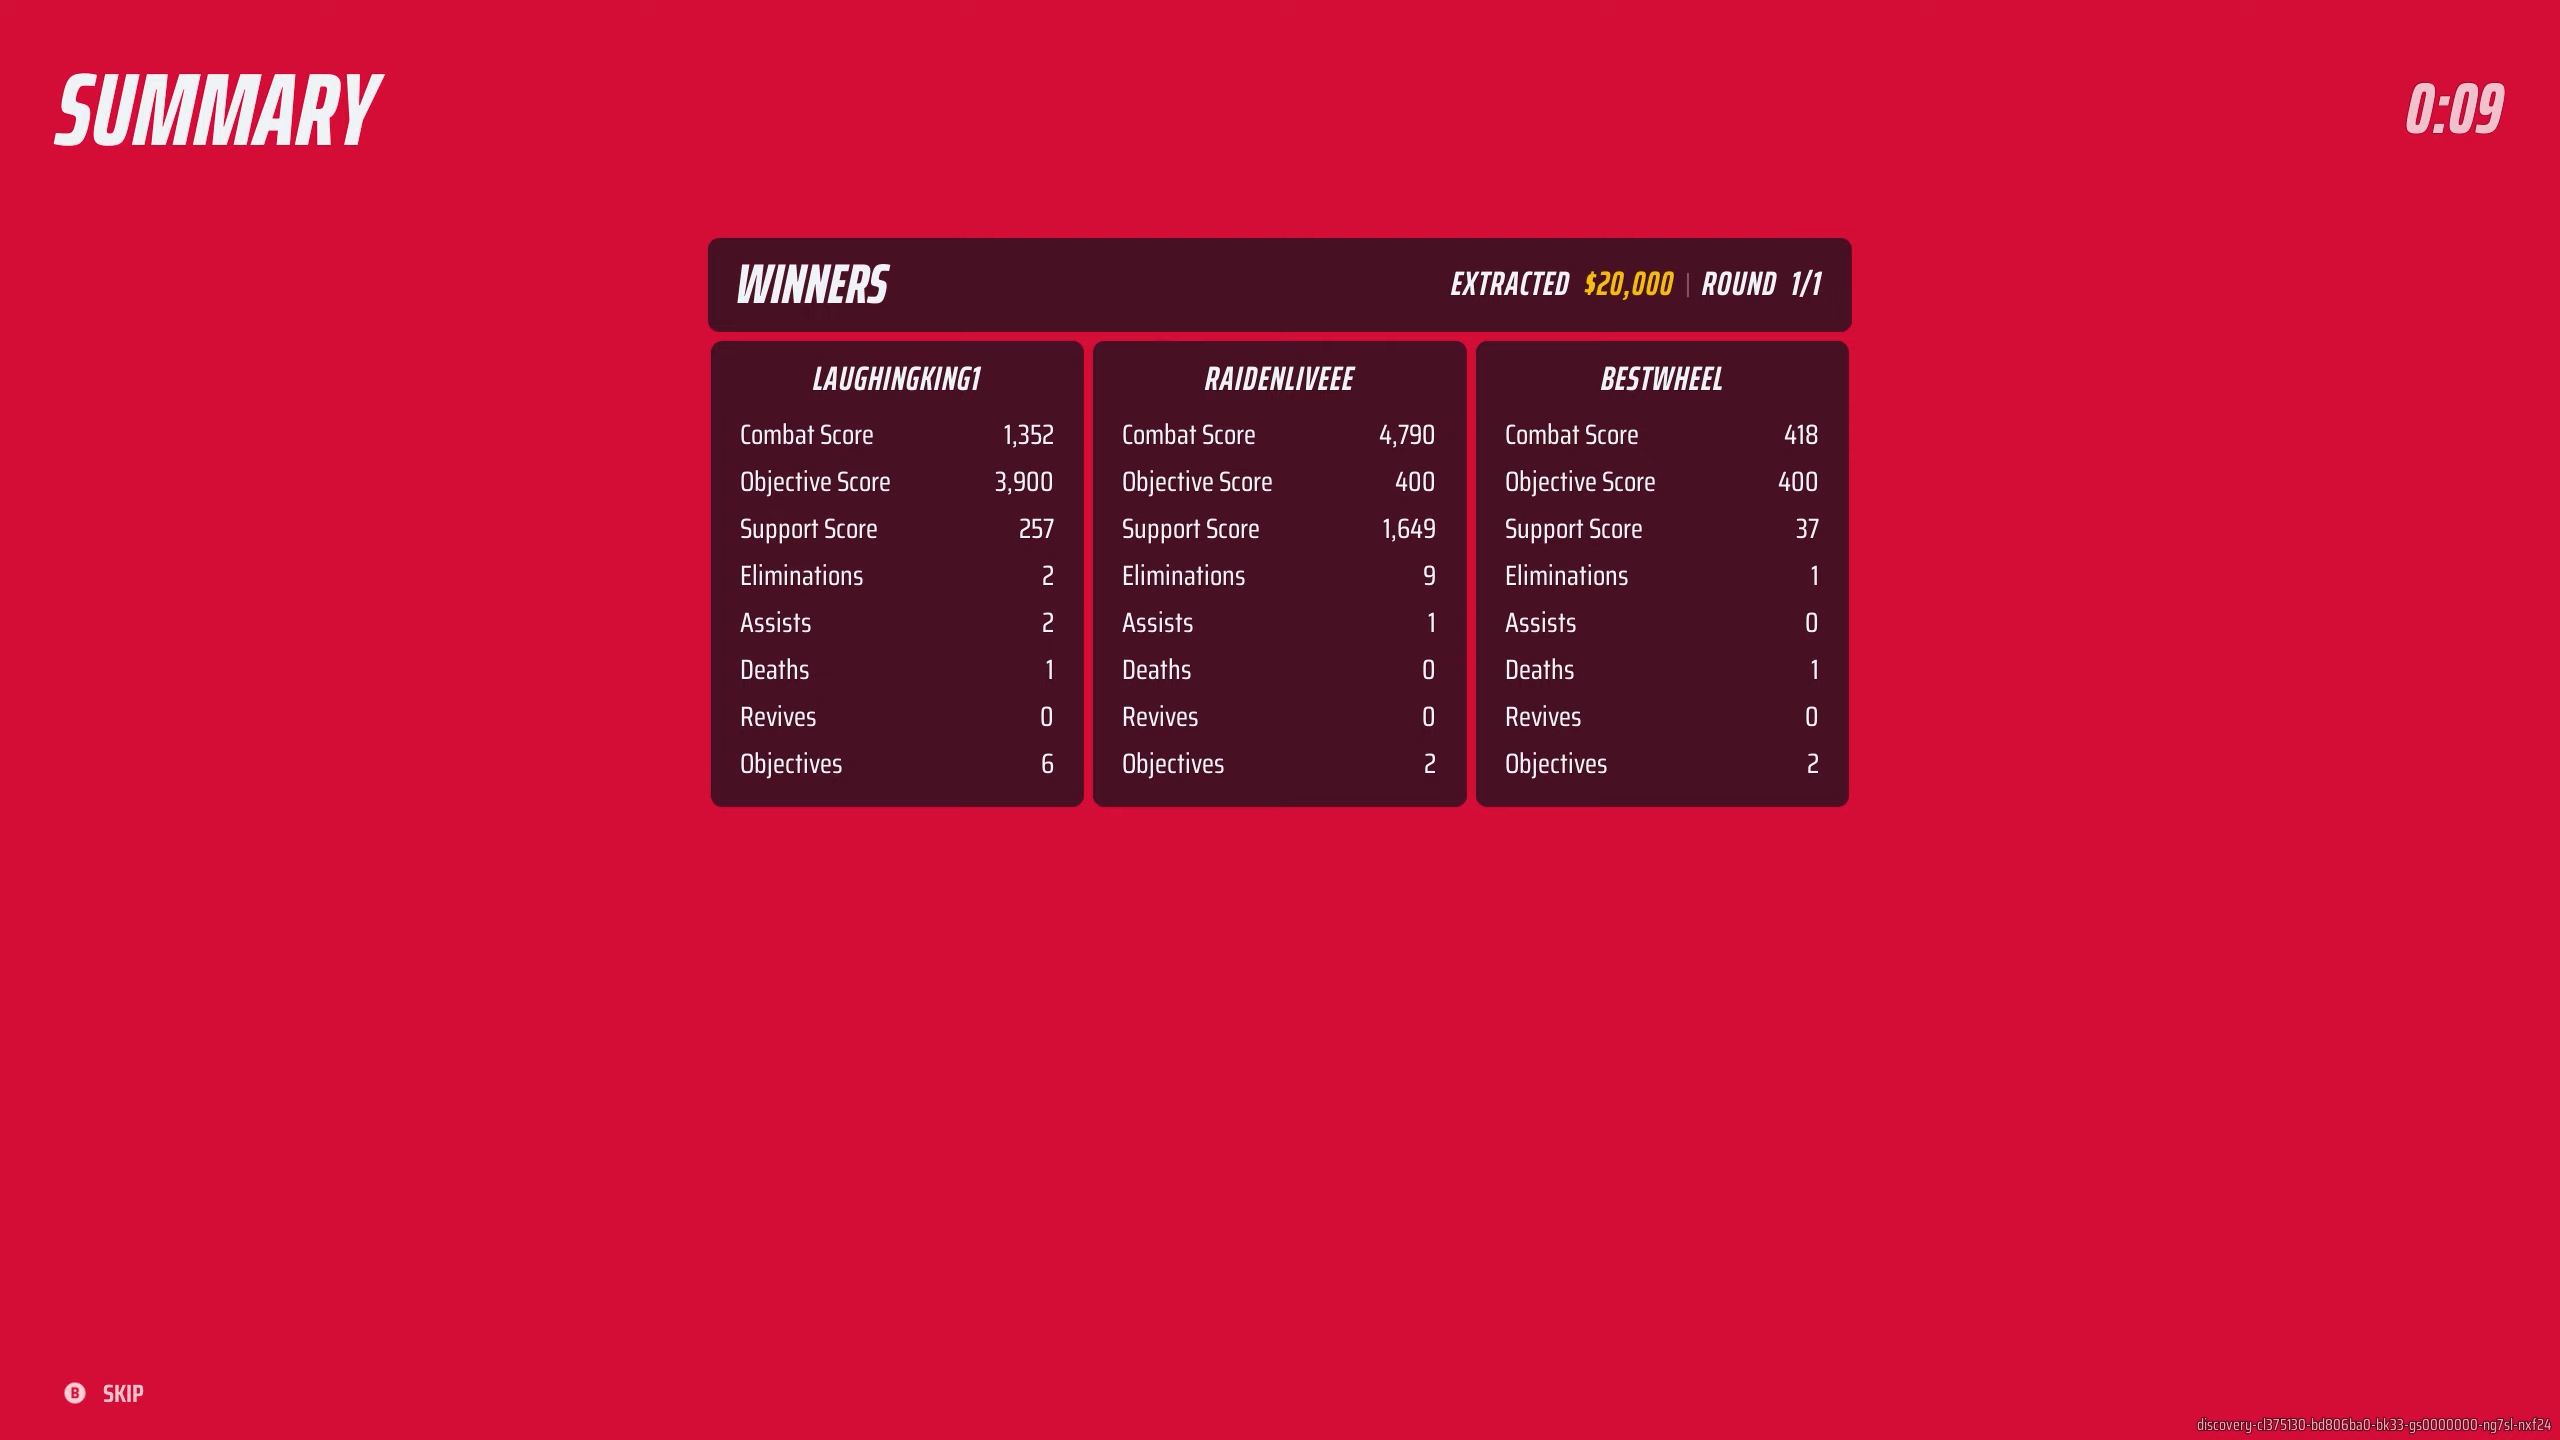 SUMMARY
0:09
WINNERS
EXTRACTED $20,000 | ROUND 1/1
LAUGHINGKING1
Combat Score 1,352
Objective Score 3,900
Support Score 257
Eliminations 2
Assists 2
Deaths 1
Revives 0
Objectives 6
RAIDENLIVEEE
Combat Score 4,790
Objective Score 400
Support Score 1,649
Eliminations 9
Assists 1
Deaths 0
Revives 0
Objectives 2
BESTWHEEL
Combat Score 418
Objective Score 400
Support Score 37
Eliminations 1
Assists 0
Deaths 1
Revives 0
Objectives 2
B SKIP
discovery-cl375130-bd806ba0-bk33-gs0000000-ng7sl-nxf24